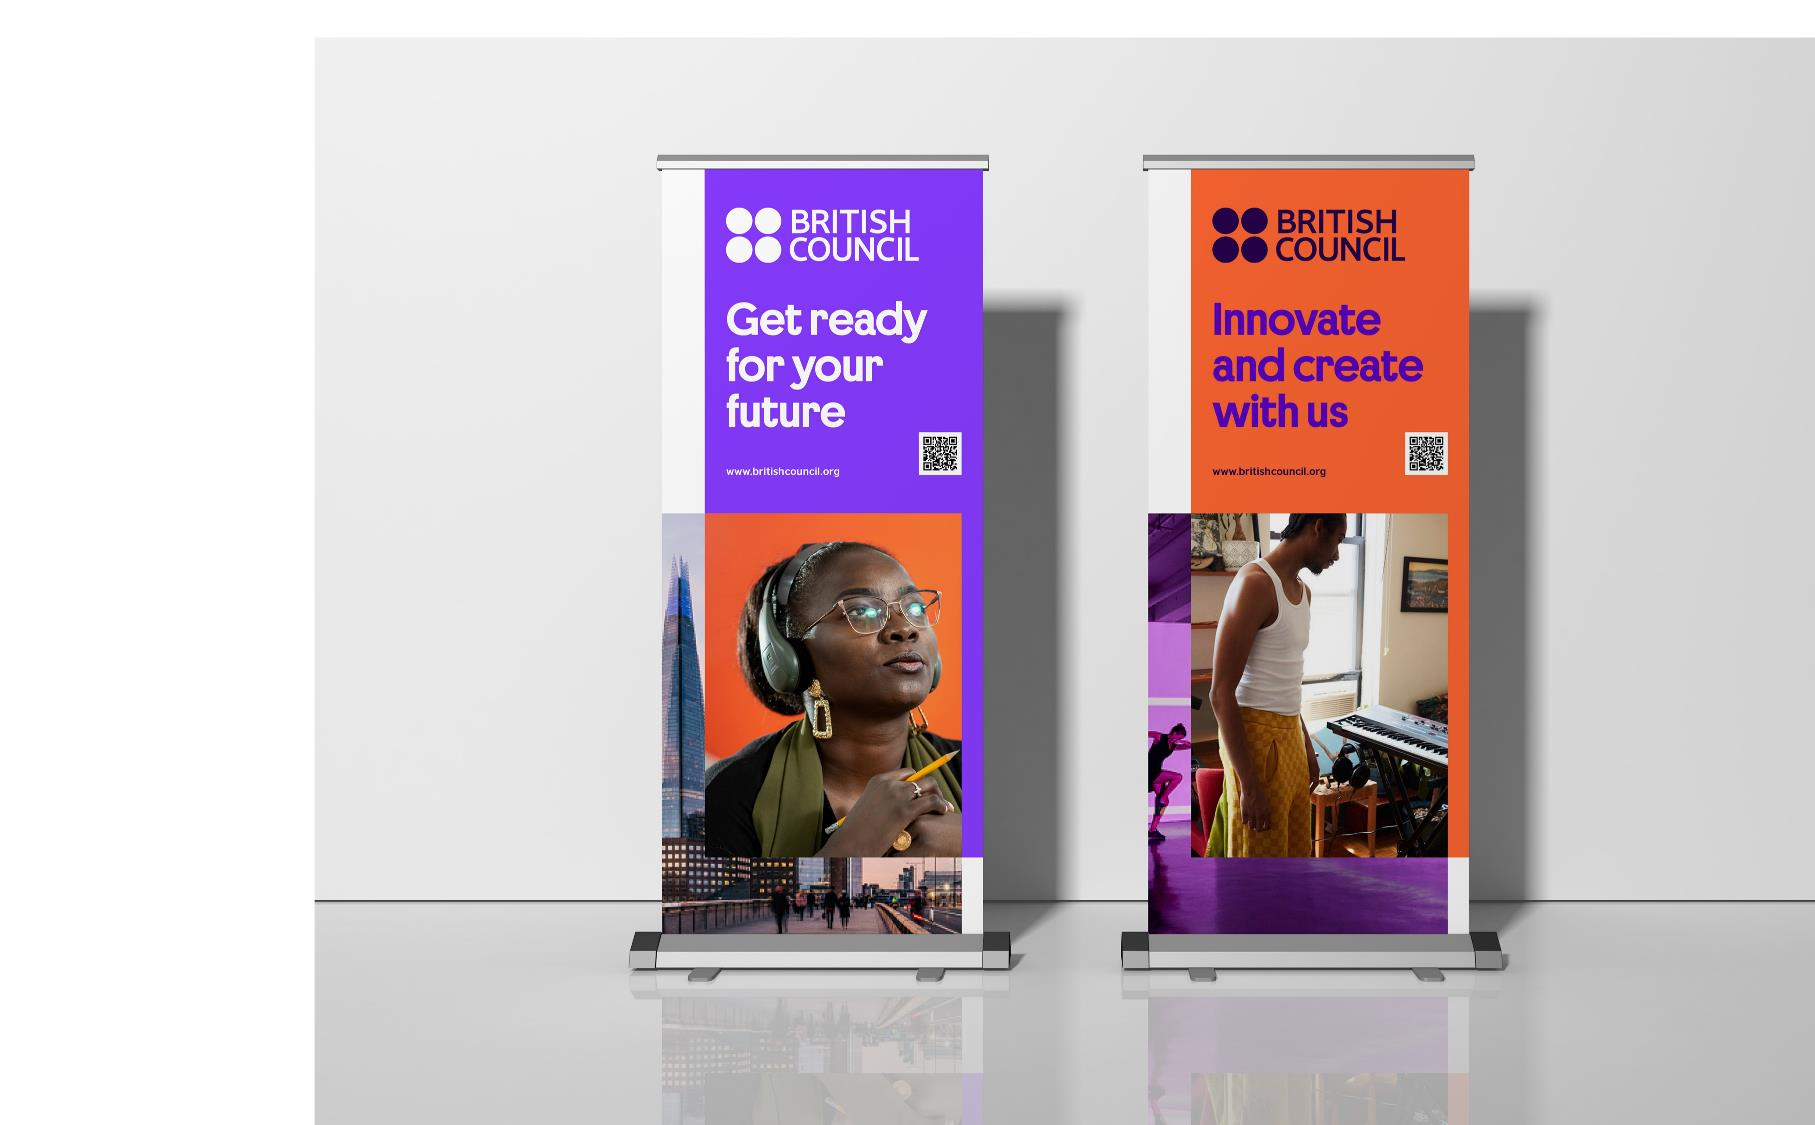 BRITISH
COUNCIL
Get ready
for your
future
www.britishcouncil.org
BRITISH
COUNCIL
Innovate
and create
with us
www.britishcouncil.org